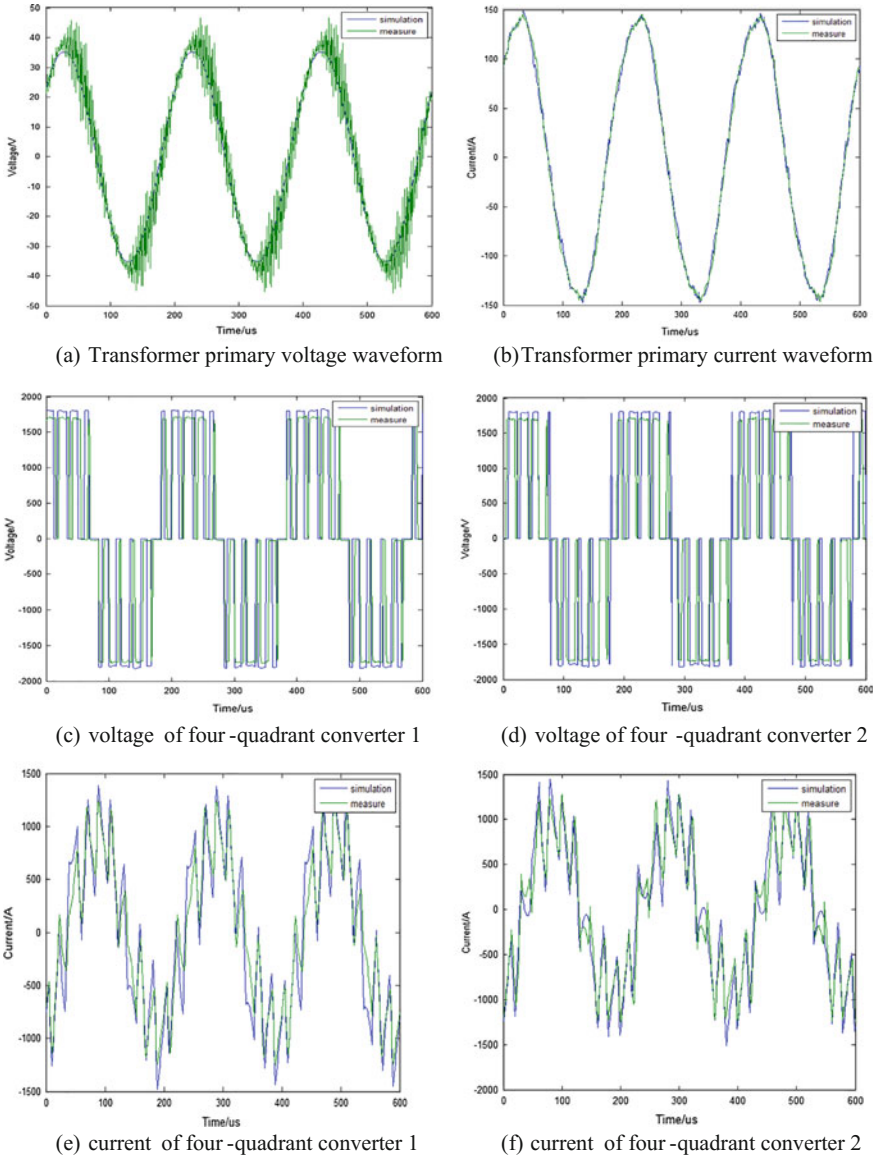 50
40
30
20
10
0
-10
-20
-30
-40
-50
0 100 200 300 400 500 600
Voltage/V
Time/us
simulation
measure
(a) Transformer primary voltage waveform
150
100
50
0
-50
-100
-150
0 100 200 300 400 500 600
Current/A
Time/us
simulation
measure
(b)Transformer primary current waveform
2000
1500
1000
500
0
-500
-1000
-1500
-2000
0 100 200 300 400 500 600
Voltage/V
Time/us
simulation
measure
(c) voltage of four-quadrant converter 1
2000
1500
1000
500
0
-500
-1000
-1500
-2000
0 100 200 300 400 500 600
Voltage/V
Time/us
simulation
measure
(d) voltage of four -quadrant converter 2
1500
1000
500
0
-500
-1000
-1500
0 100 200 300 400 500 600
Current/A
Time/us
simulation
measure
(e) current of four-quadrant converter 1
1500
1000
500
0
-500
-1000
-1500
-2000
0 100 200 300 400 500 600
Current/A
Time/us
simulation
measure
(f) current of four-quadrant converter 2